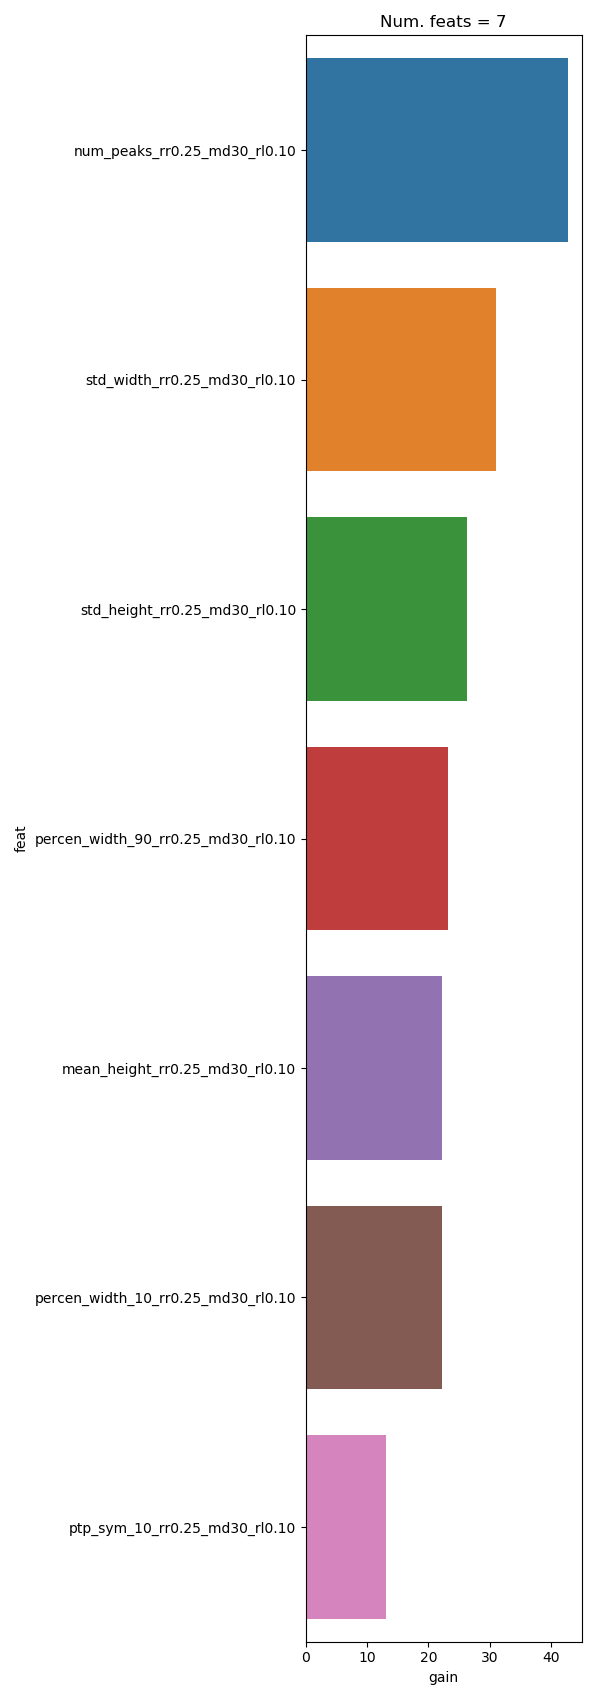 Num. feats = 7
num_peaks_rr0.25_md30_rl0.10
std_width_rr0.25_md30_rl0.10
std_height_rr0.25_md30_rl0.10
percen_width_90_rr0.25_md30_rl0.10
feat
mean_height_rr0.25_md30_rl0.10
percen_width_10_rr0.25_md30_rl0.10
ptp_sym_10_rr0.25_md30_rl0.10
0 10 20 30 40
gain